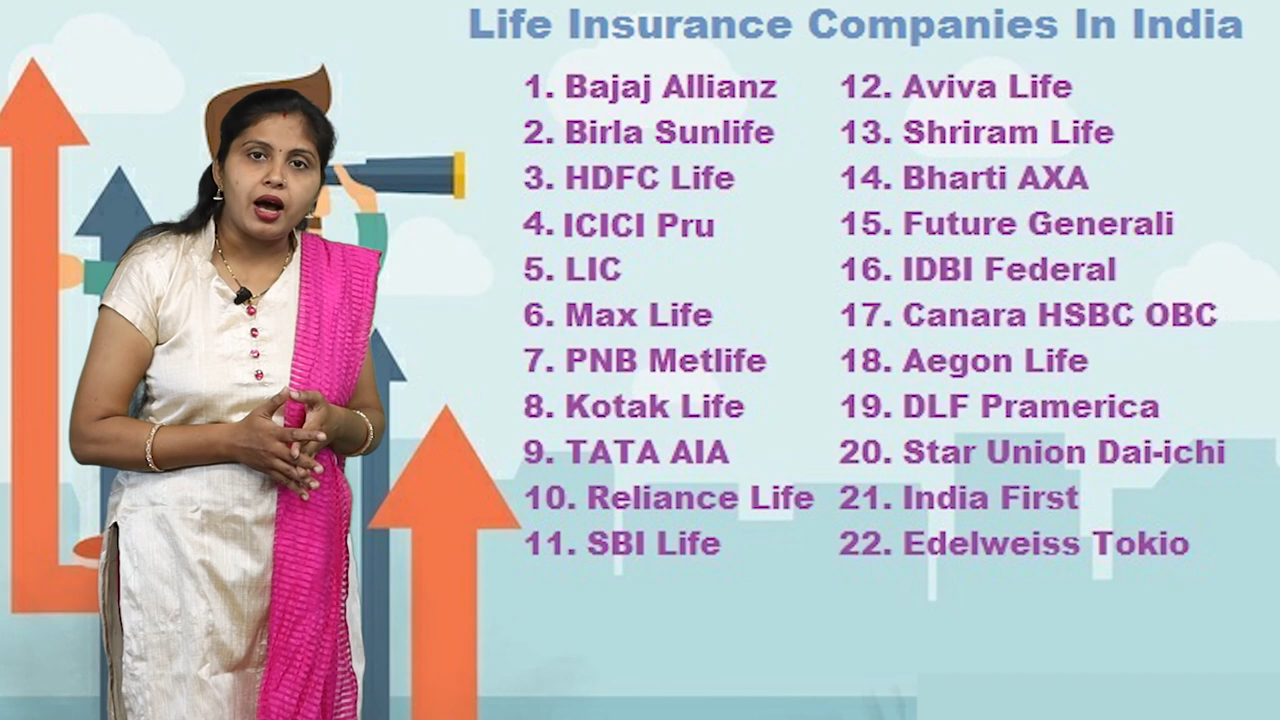 Life Insurance Companies In India
1. Bajaj Allianz
2. Birla Sunlife
3. HDFC Life
4. ICICI Pru
5. LIC
6. Max Life
7. PNB Metlife
8. Kotak Life
9. TATA AIA
10. Reliance Life
11. SBI Life
12. Aviva Life
13. Shriram Life
14. Bharti AXA
15. Future Generali
16. IDBI Federal
17. Canara HSBC OBC
18. Aegon Life
19. DLF Pramerica
20. Star Union Dai-ichi
21. India First
22. Edelweiss Tokio